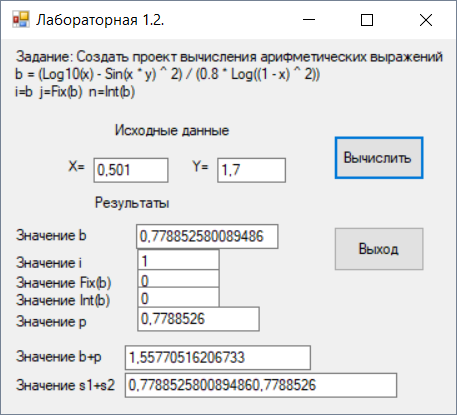 Лабораторная 1.2.
Задание: Создать проект вычисления арифметических выражений
b = (Log10(x) - Sin(x * y) ^ 2) / (0.8 * Log((1 - x) ^ 2))
i=b j=Fix(b) n=Int(b)
Исходные данные
X= 0,501 Y= 1,7 Вычислить
Результаты
Значение b 0,778852580089486 Выход
Значение i 1
Значение Fix(b) 0
Значение Int(b) 0
Значение p 0,7788526
Значение b+p 1,55770516206733
Значение s1+s2 0,7788525800894860,7788526